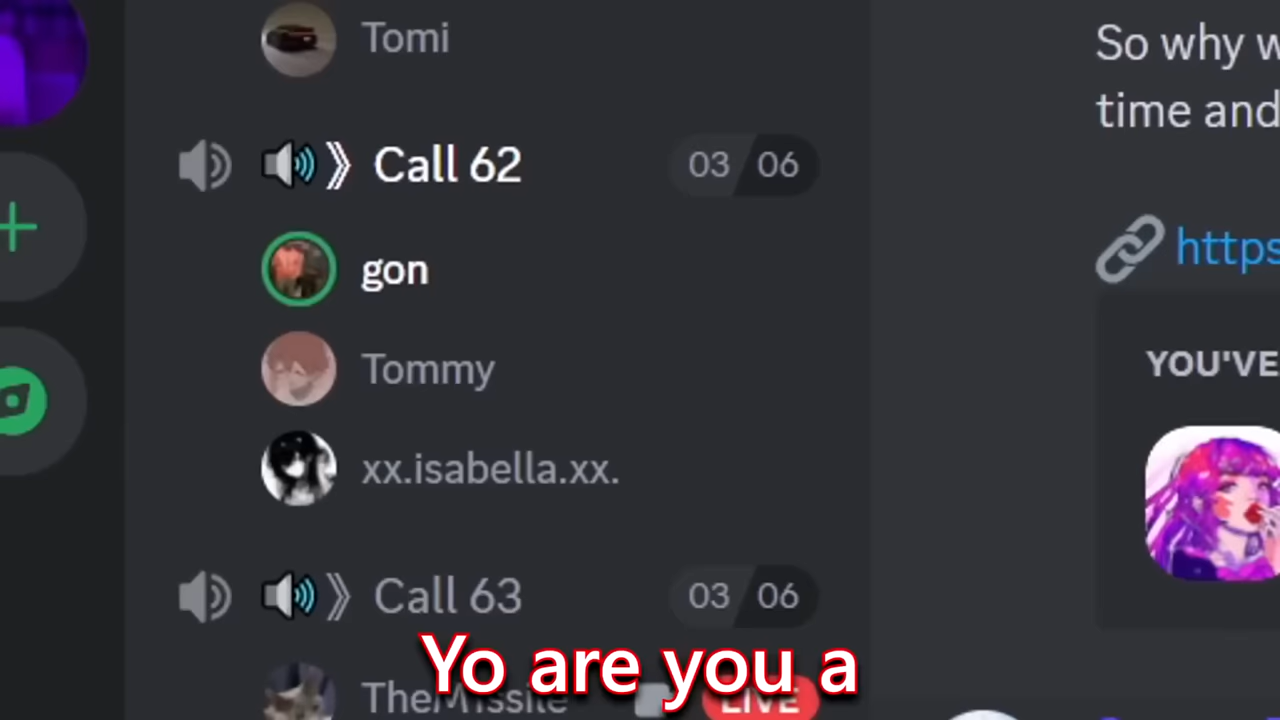 Tomi
Call 62 03 06
gon
Tommy
xx.isabella.xx.
Call 63 03 06
TheM1ssile LIVE
So why w
time and
https
YOU'VE
Yo are you a